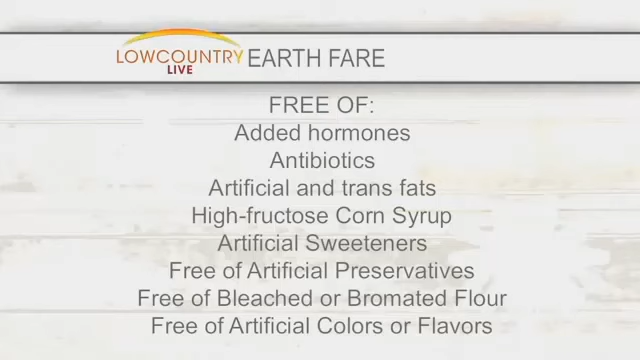 LOWCOUNTRY
LIVE
EARTH FARE
FREE OF:
Added hormones
Antibiotics
Artificial and trans fats
High-fructose Corn Syrup
Artificial Sweeteners
Free of Artificial Preservatives
Free of Bleached or Bromated Flour
Free of Artificial Colors or Flavors